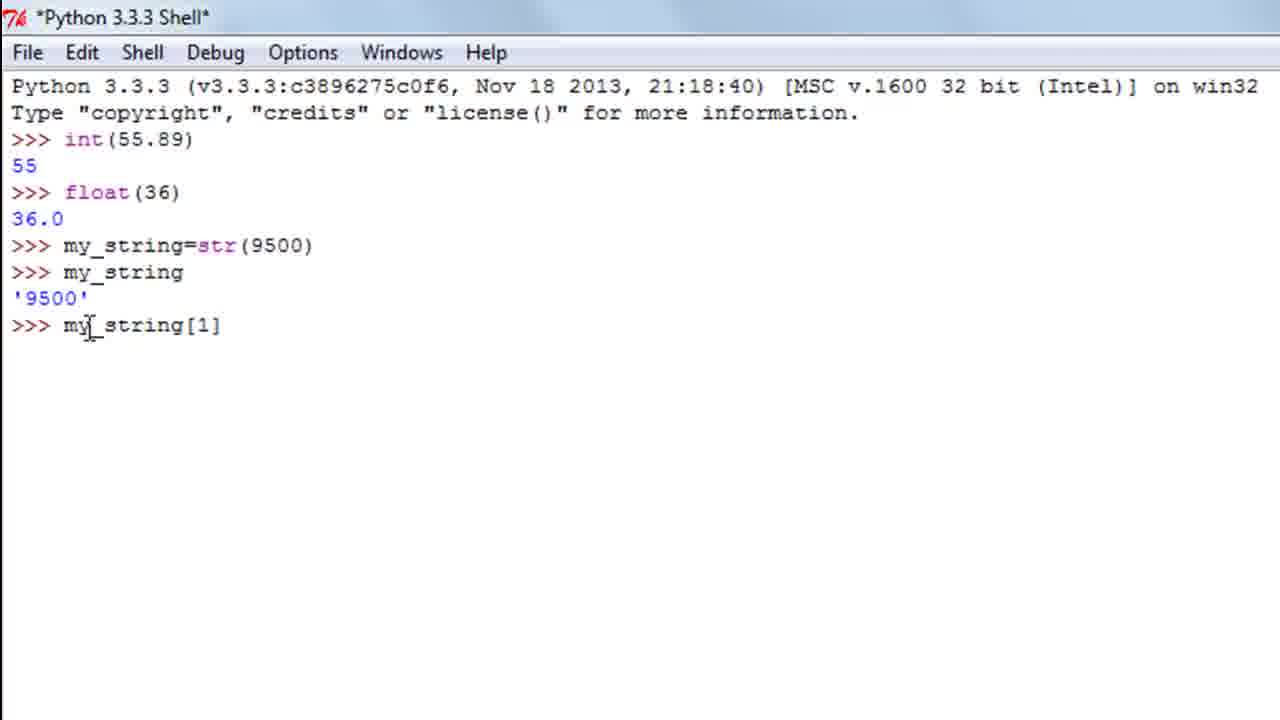 *Python 3.3.3 Shell*
File Edit Shell Debug Options Windows Help
Python 3.3.3 (v3.3.3:c3896275c0f6, Nov 18 2013, 21:18:40) [MSC v.1600 32 bit (Intel)] on win32
Type "copyright", "credits" or "license()" for more information.
>>> int(55.89)
55
>>> float(36)
36.0
>>> my_string=str(9500)
>>> my_string
'9500'
>>> my_string[1]